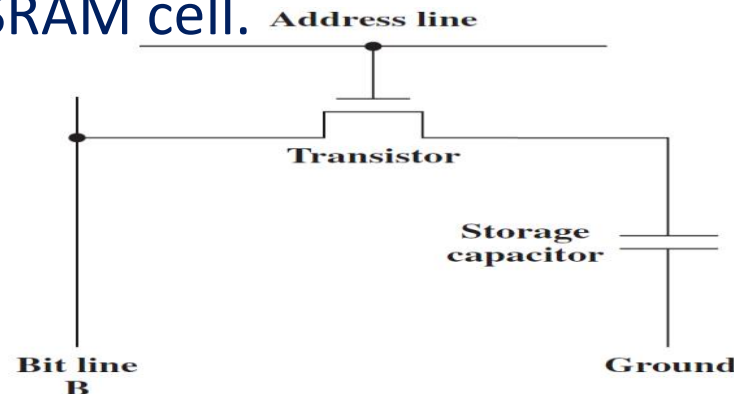 SRAM cell.
Address line
Transistor
Storage
capacitor
Bit line
B
Ground